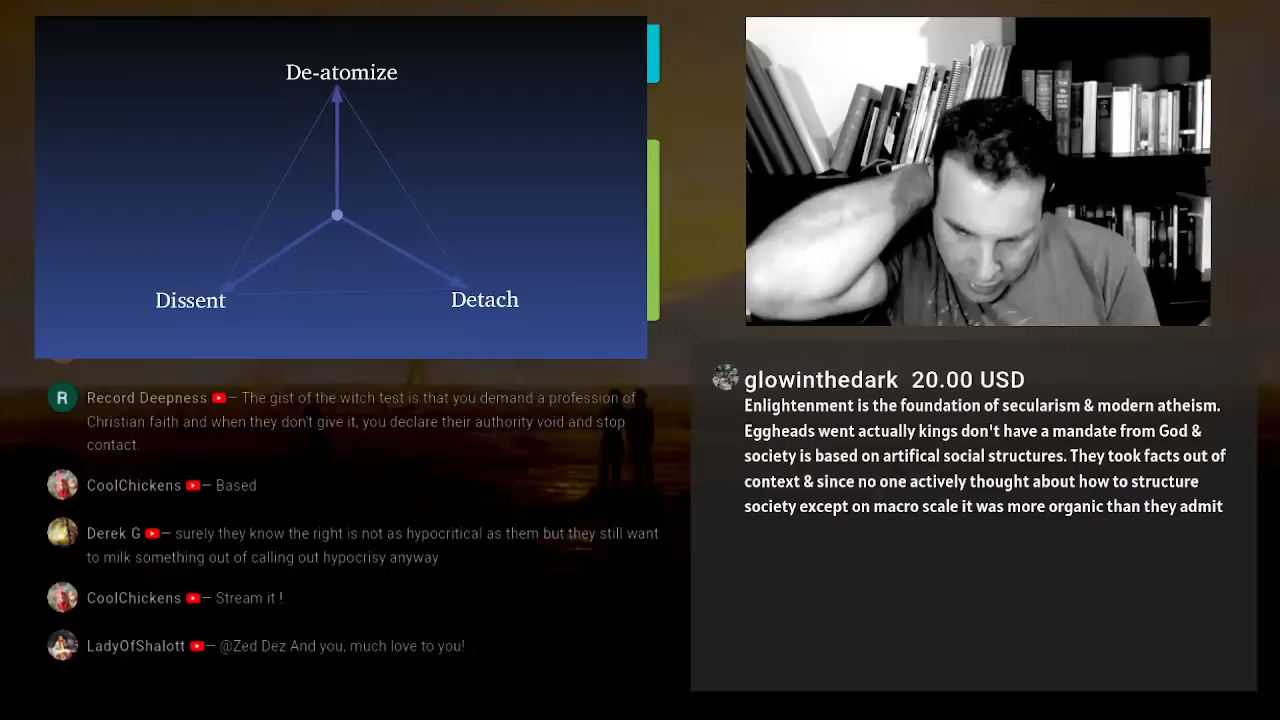 De-atomize
Dissent
Detach
R
Record Deepness — The gist of the witch test is that you demand a profession of
Christian faith and when they don't give it, you declare their authority void and stop
contact.
CoolChickens — Based
Derek G — surely they know the right is not as hypocritical as them but they still want
to milk something out of calling out hypocrisy anyway
CoolChickens — Stream it !
LadyOfShalott — @Zed Dez And you, much love to you!
glowinthedark 20.00 USD
Enlightenment is the foundation of secularism & modern atheism.
Eggheads went actually kings don't have a mandate from God &
society is based on artifical social structures. They took facts out of
context & since no one actively thought about how to structure
society except on macro scale it was more organic than they admit